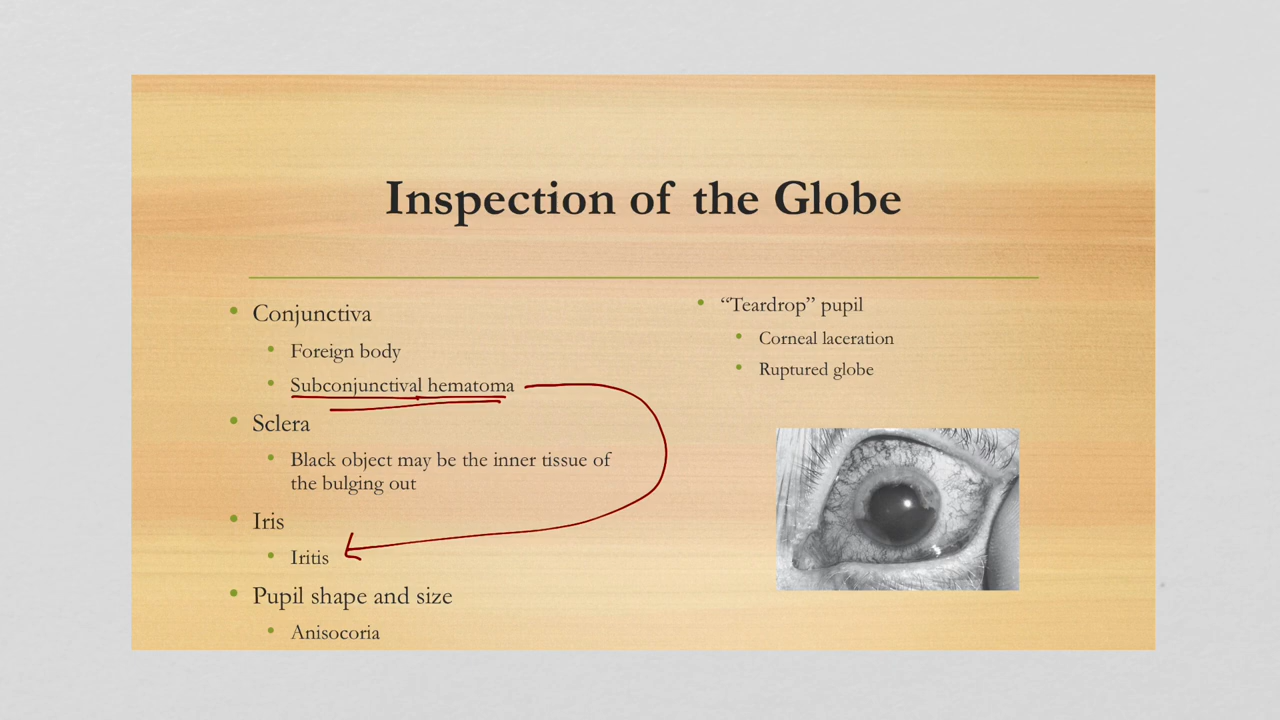 Inspection of the Globe
Conjunctiva
Foreign body
Subconjunctival hematoma
Sclera
Black object may be the inner tissue of
the bulging out
Iris
Iritis
Pupil shape and size
Anisocoria
“Teardrop” pupil
Corneal laceration
Ruptured globe